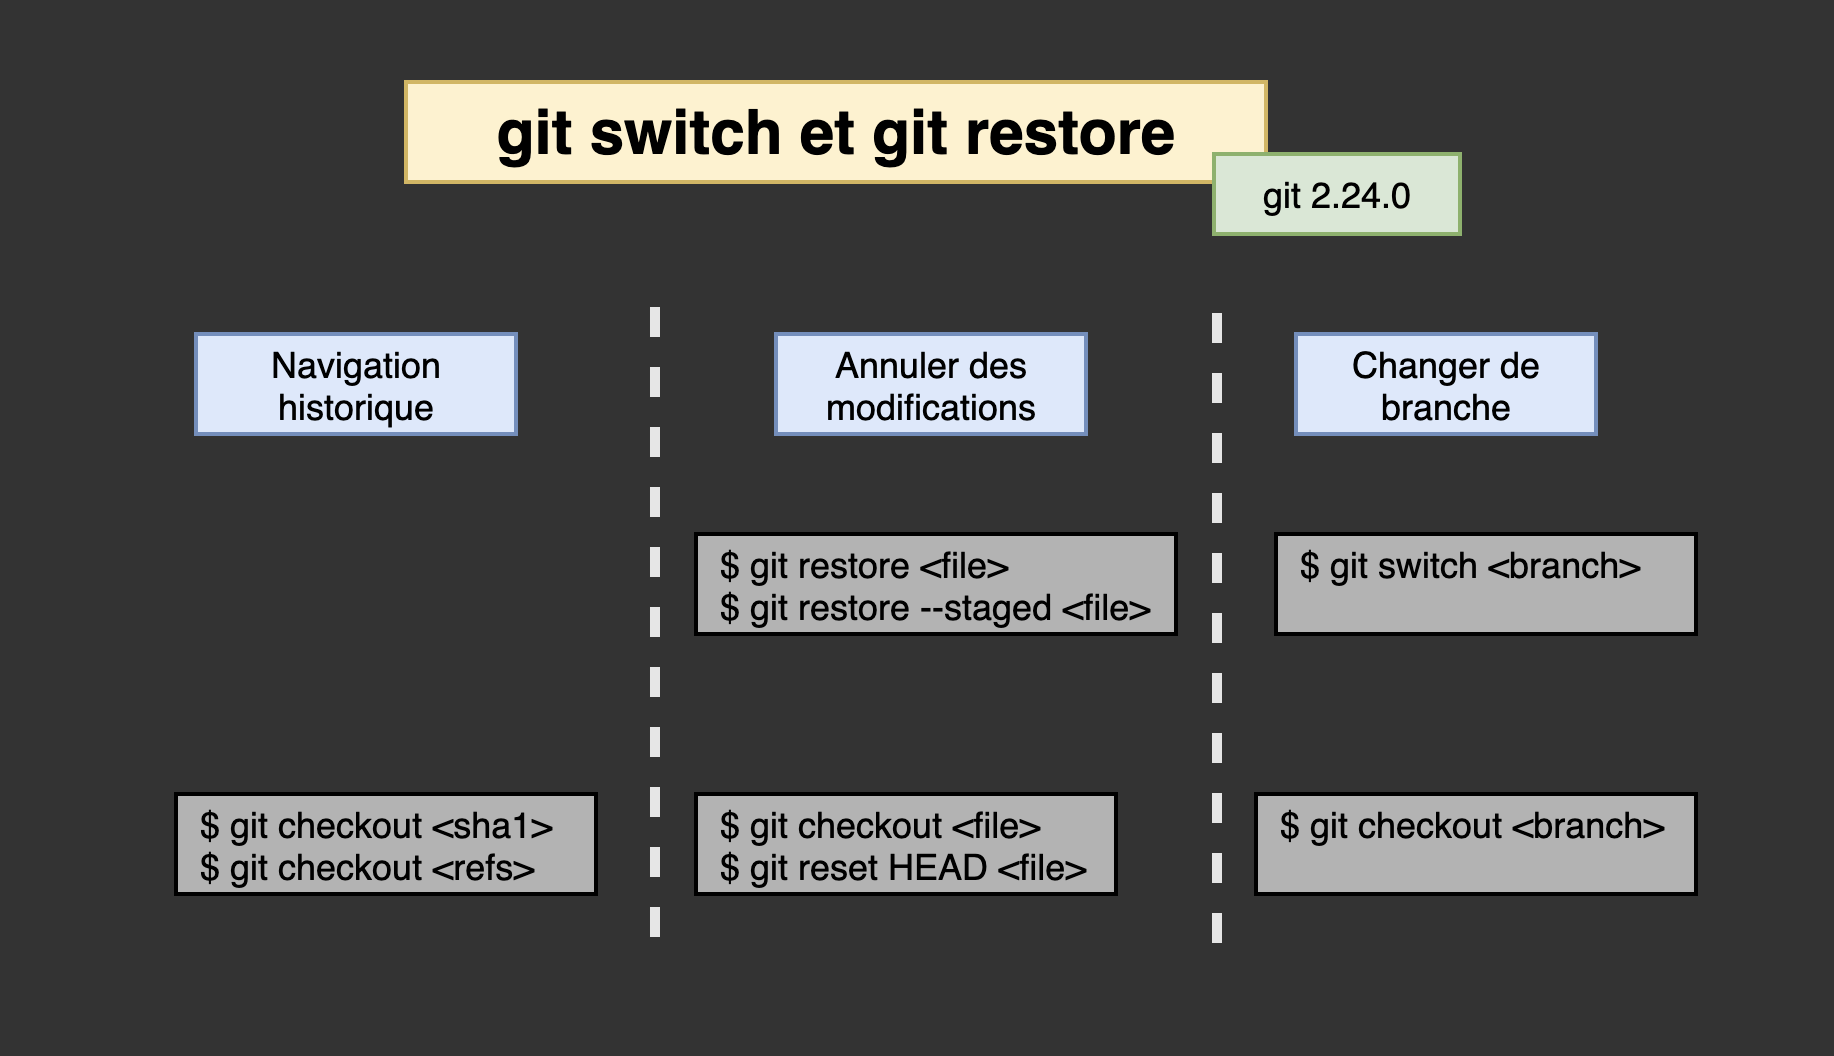 git switch et git restore
git 2.24.0
Navigation
historique
Annuler des
modifications
Changer de
branche
$ git restore <file>
$ git restore --staged <file>
$ git switch <branch>
$ git checkout <sha1>
$ git checkout <refs>
$ git checkout <file>
$ git reset HEAD <file>
$ git checkout <branch>